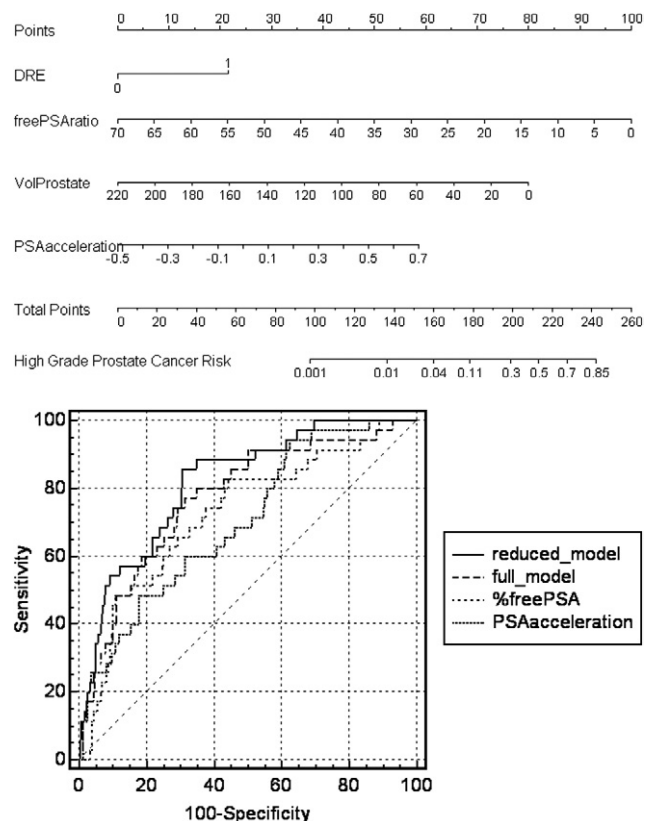 Points 0 10 20 30 40 50 60 70 80 90 100
DRE 0 1
freePSAratio 70 65 60 55 50 45 40 35 30 25 20 15 10 5 0
VolProstate 220 200 180 160 140 120 100 80 60 40 20 0
PSAacceleration -0.5 -0.3 -0.1 0.1 0.3 0.5 0.7
Total Points 0 20 40 60 80 100 120 140 160 180 200 220 240 260
High Grade Prostate Cancer Risk 0.001 0.01 0.04 0.11 0.3 0.5 0.7 0.85
Sensitivity
100
80
60
40
20
0
0 20 40 60 80 100
100-Specificity
reduced_model
full_model
%freePSA
PSAacceleration